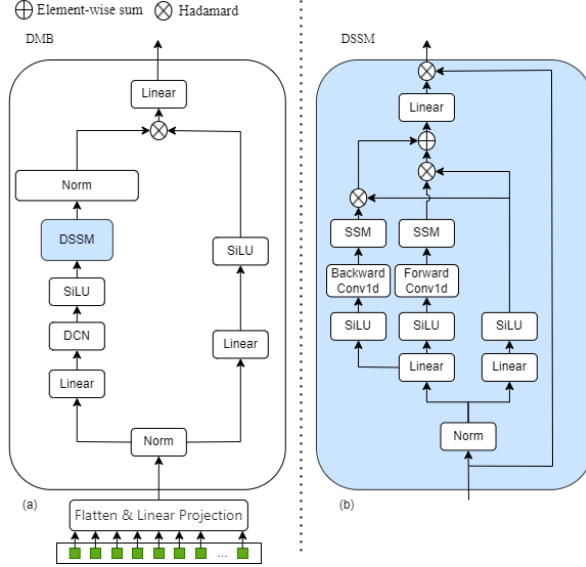 Element-wise sum
Hadamard
DMB
Linear
Norm
DSSM
SiLU
SiLU
DCN
Linear
Linear
Norm
(a)
Flatten & Linear Projection
...
DSSM
Linear
SSM
SSM
Backward
Conv1d
Forward
Conv1d
SiLU
SiLU
SiLU
Linear
Linear
Norm
(b)